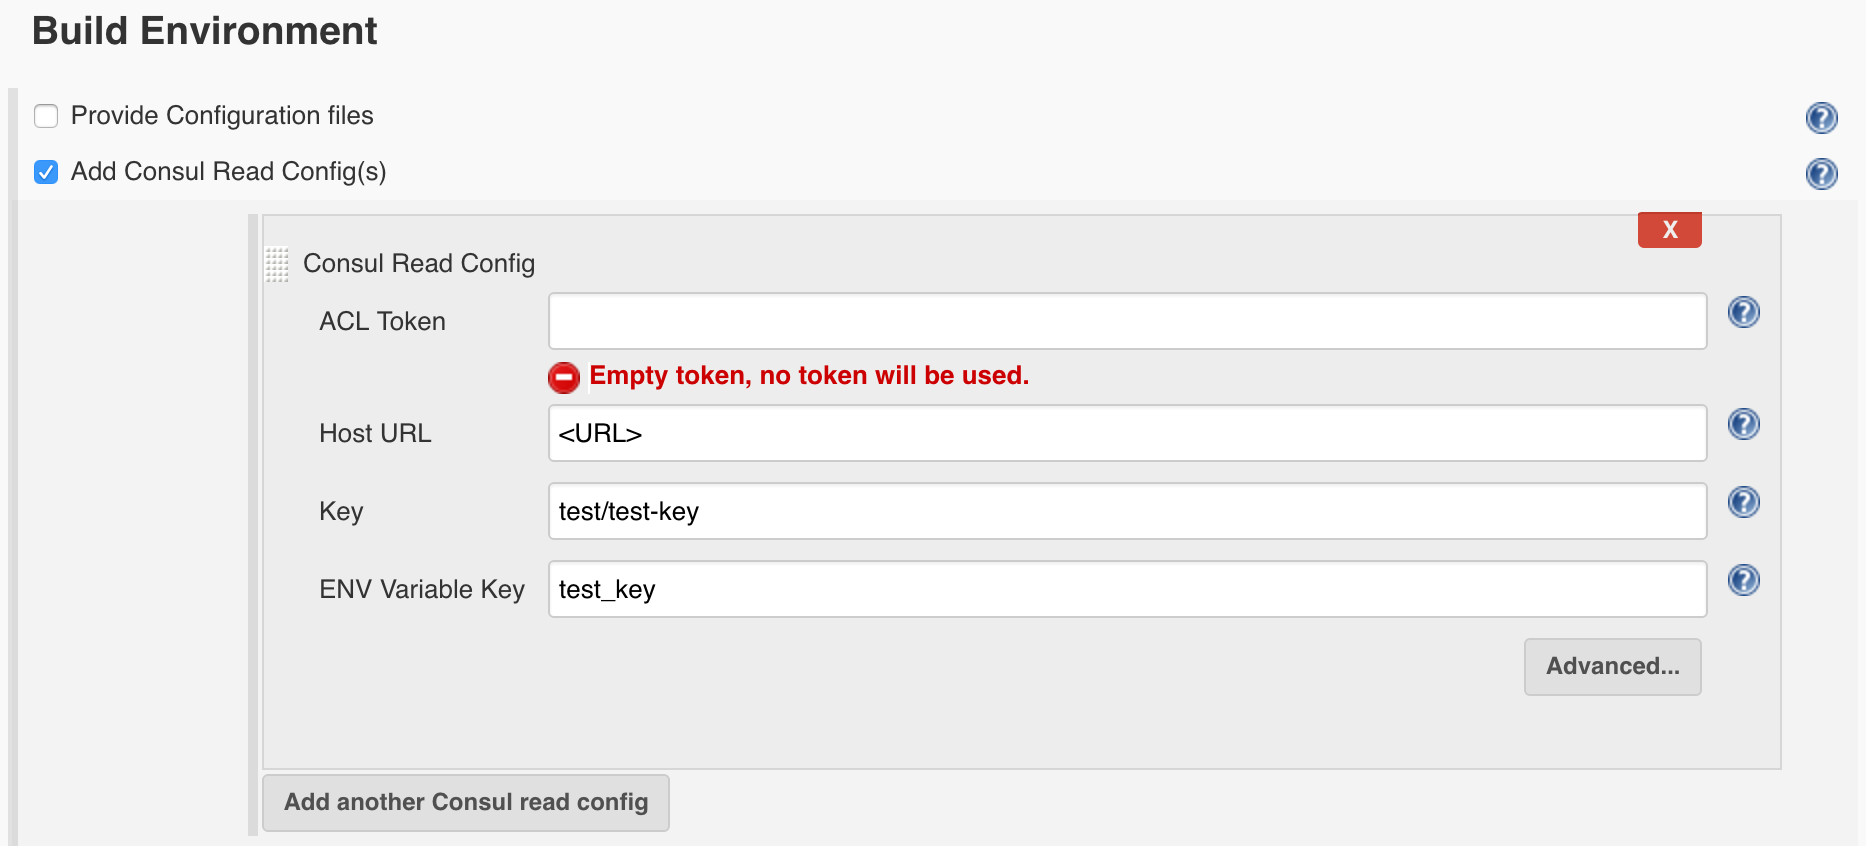 Build Environment
Provide Configuration files
Add Consul Read Config(s)
X
Consul Read Config
ACL Token
Empty token, no token will be used.
Host URL <URL>
Key test/test-key
ENV Variable Key test_key
Advanced...
Add another Consul read config